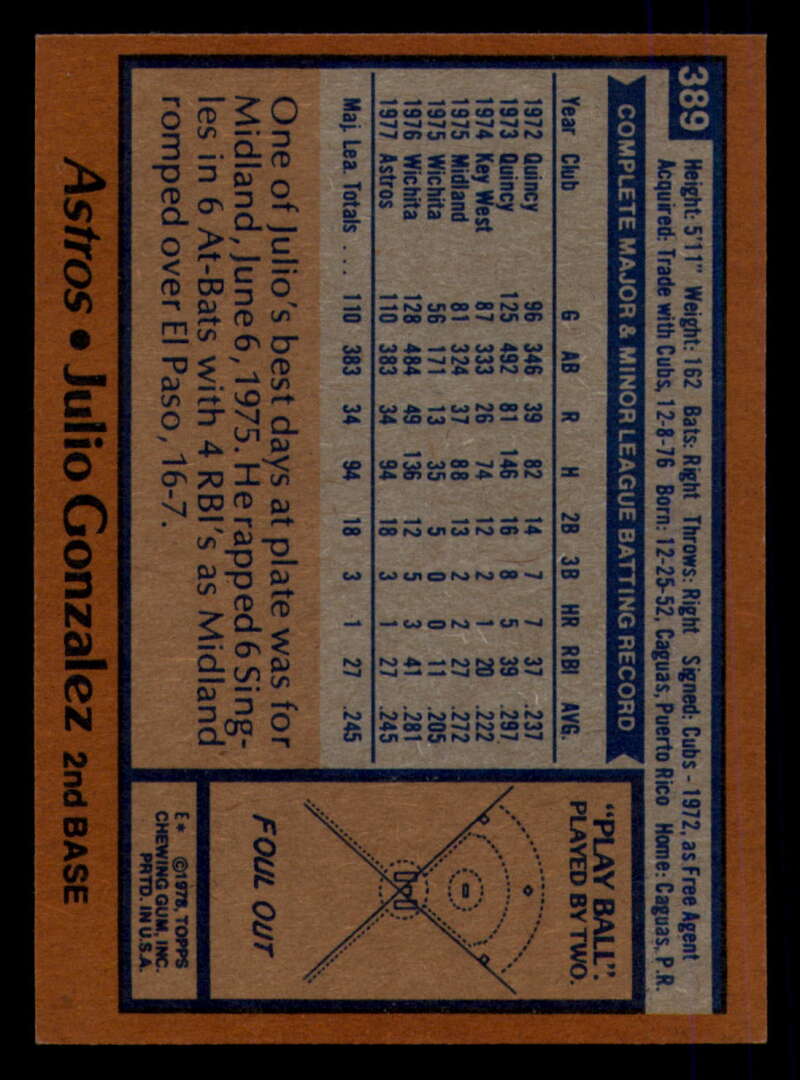 389
Height: 5'11" Weight: 162 Bats: Right Throws: Right Signed: Cubs - 1972, as Free Agent
Acquired: Trade with Cubs, 12-8-76 Born: 12-25-52, Caguas, Puerto Rico Home: Caguas, P.R.
COMPLETE MAJOR & MINOR LEAGUE BATTING RECORD
Year Club G AB R H 2B 3B HR RBI AVG.
1972 Quincy 96 346 39 82 14 7 7 37 .237
1973 Quincy 125 492 81 146 16 8 5 39 .297
1974 Key West 87 333 26 74 12 2 1 20 .222
1975 Midland 81 324 37 88 13 2 2 27 .272
1975 Wichita 56 171 13 35 5 0 0 11 .205
1976 Wichita 128 484 49 136 12 5 3 41 .281
1977 Astros 110 383 34 94 18 3 1 27 .245
Maj. Lea. Totals . . . 110 383 34 94 18 3 1 27 .245
One of Julio's best days at plate was for
Midland, June 6, 1975. He rapped 6 Sing-
les in 6 At-Bats with 4 RBI's as Midland
romped over El Paso, 16-7.
"PLAY BALL":
PLAYED BY TWO.
FOUL OUT
E* ©1978, TOPPS
CHEWING GUM, INC.
PRTD. IN U.S.A.
Astros • Julio Gonzalez 2nd BASE